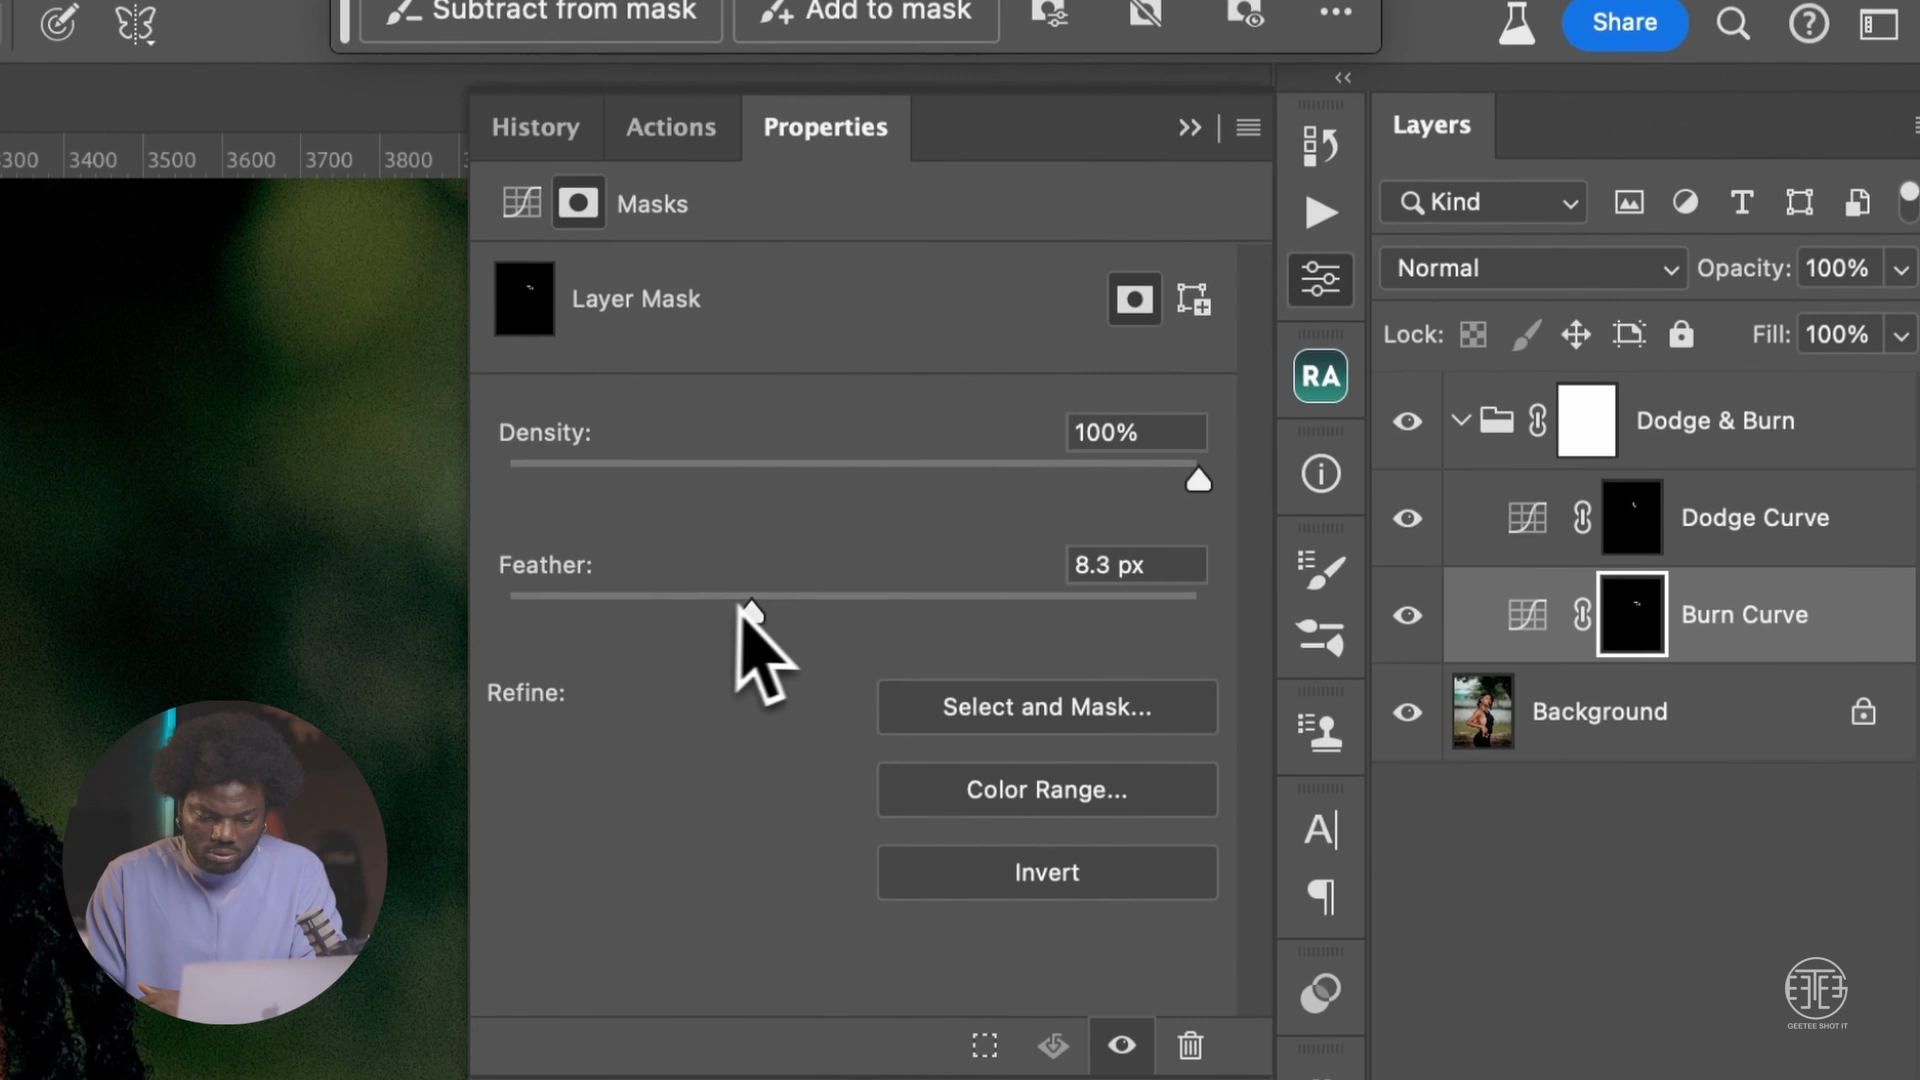 Subtract from mask
Add to mask
Share
History
Actions
Properties
Layers
300
3400
3500
3600
3700
3800
Masks
Kind
Layer Mask
Normal
Opacity:
100%
Lock:
Fill:
100%
RA
Density:
100%
Dodge & Burn
Dodge Curve
Feather:
8.3 px
Burn Curve
Refine:
Select and Mask...
Background
Color Range...
Invert
GEETEE SHOT IT